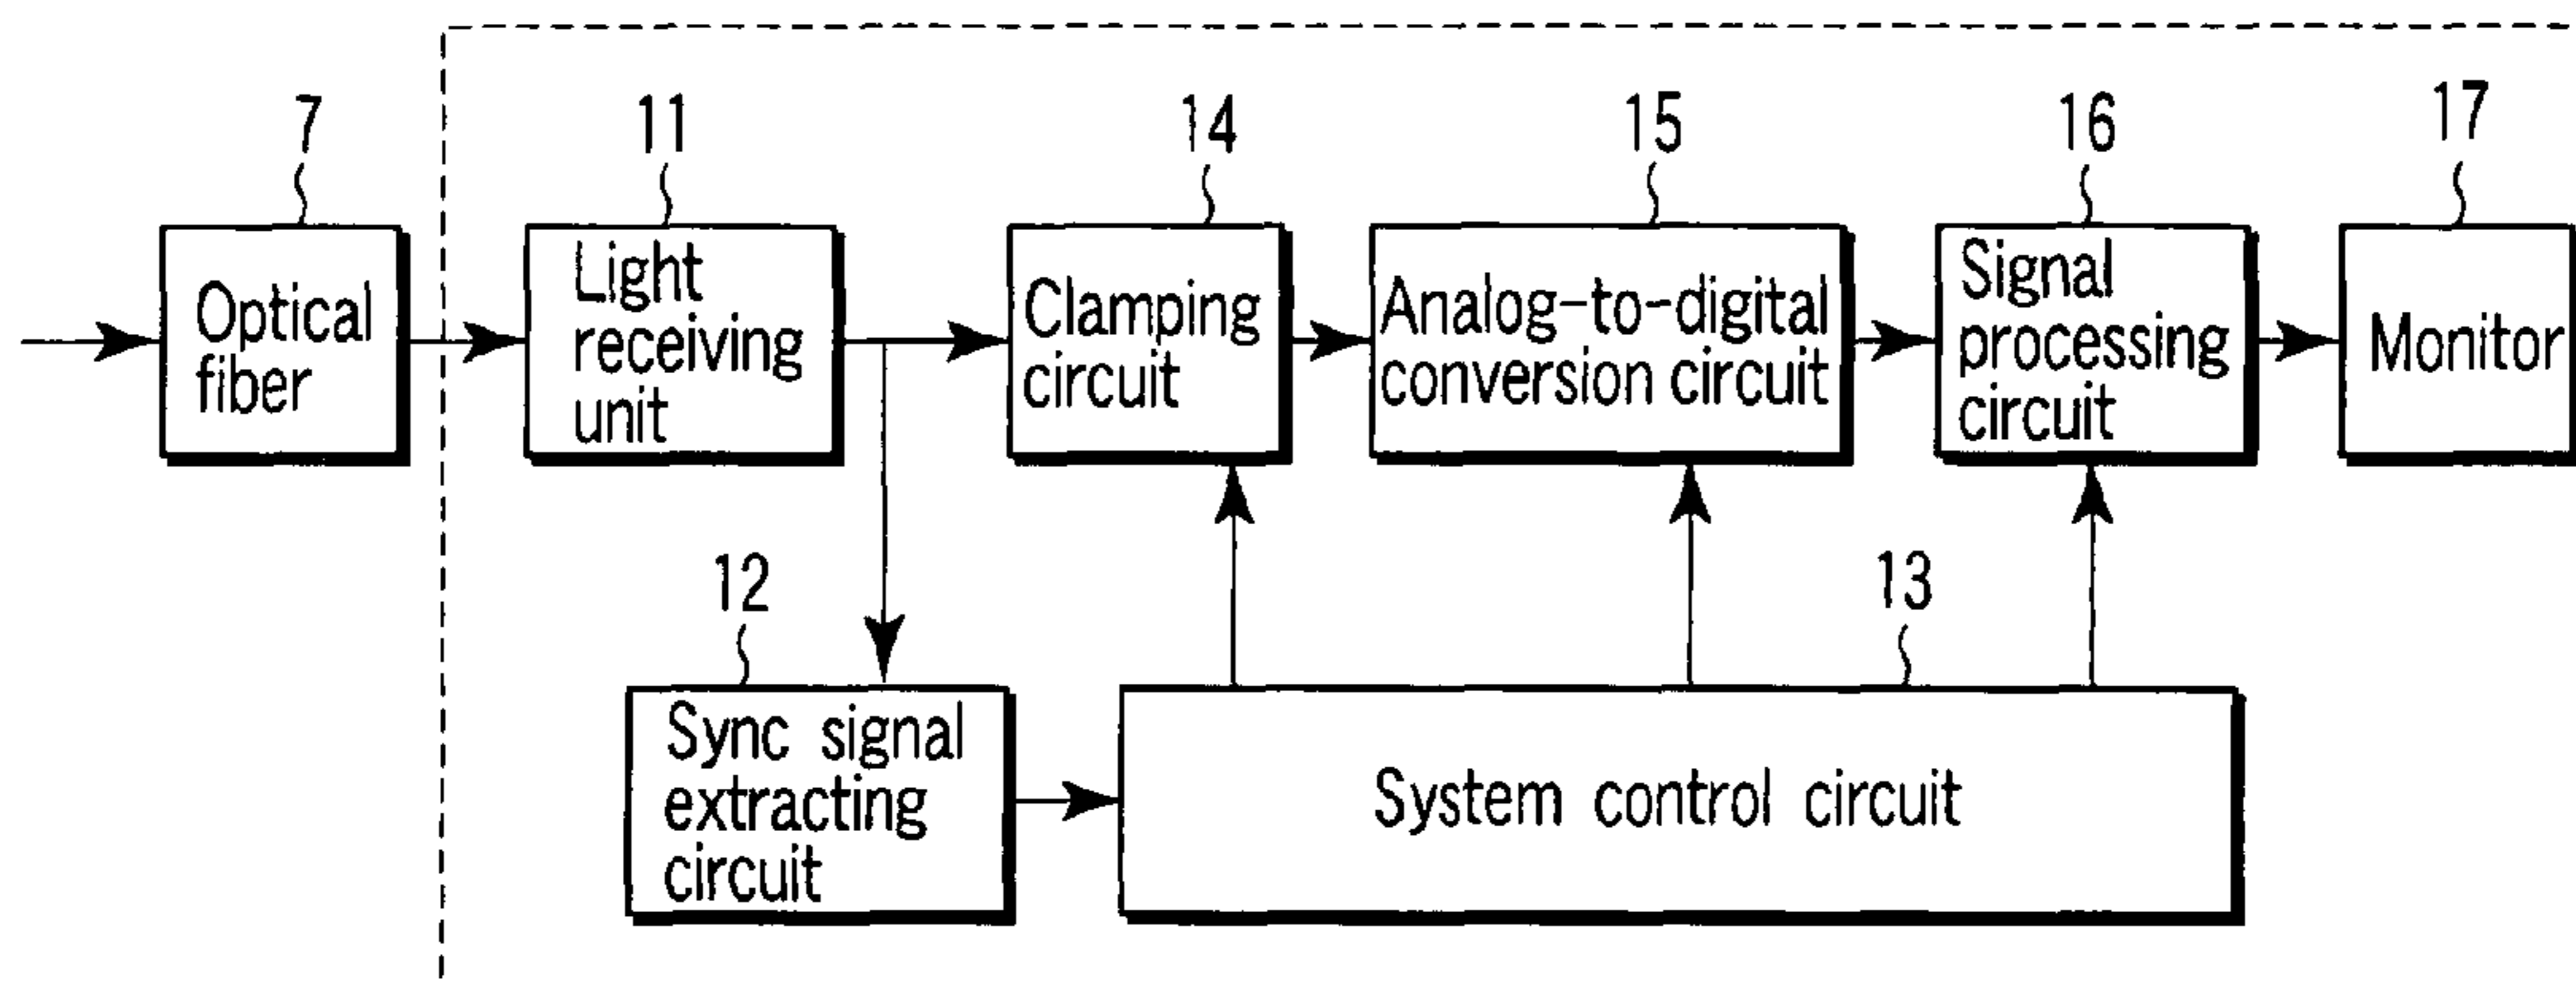 7
11
14
15
16
17
Optical
fiber
Light
receiving
unit
Clamping
circuit
Analog-to-digital
conversion circuit
Signal
processing
circuit
Monitor
12
13
Sync signal
extracting
circuit
System control circuit